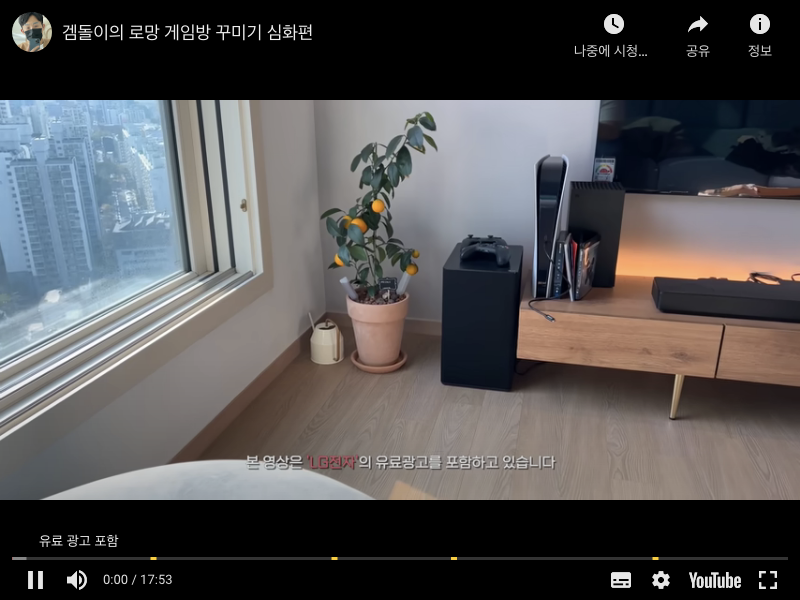 겜돌이의 로망 게임방 꾸미기 심화편
나중에 시청...
공유
정보
본 영상은 'LG전자'의 유료광고를 포함하고 있습니다
유료 광고 포함
0:00 / 17:53
YouTube